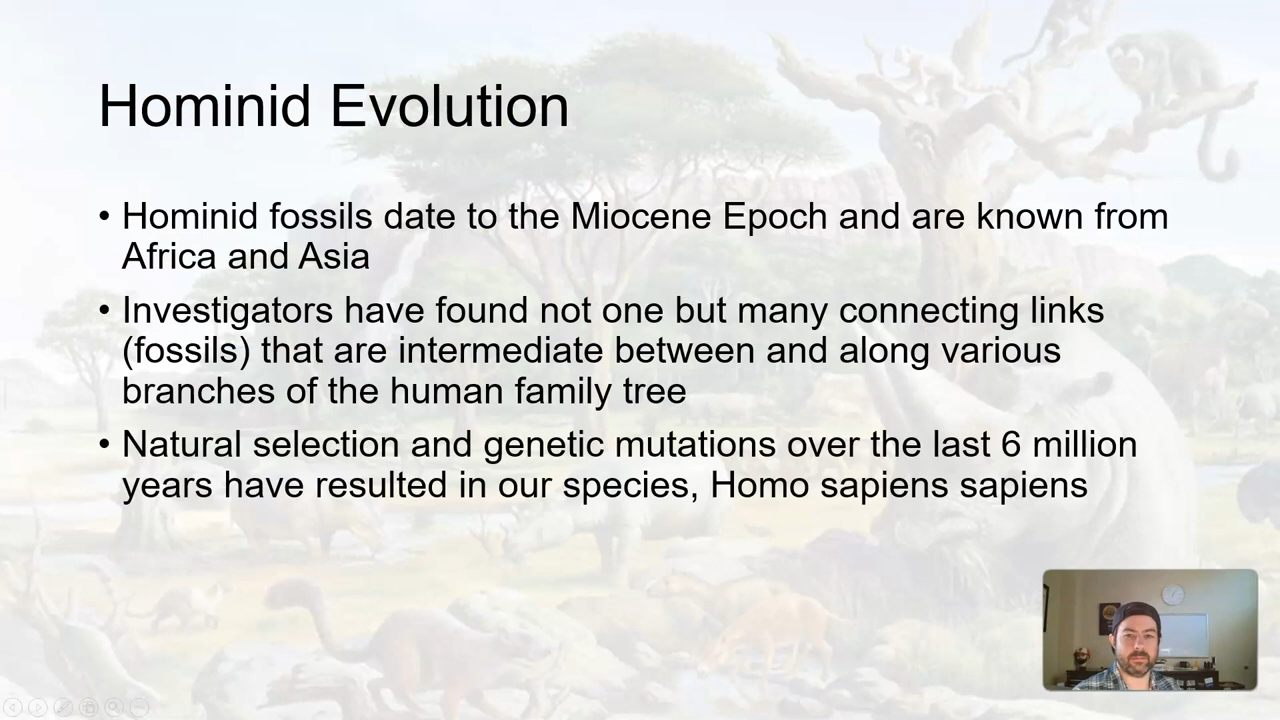 Hominid Evolution
• Hominid fossils date to the Miocene Epoch and are known from
Africa and Asia
• Investigators have found not one but many connecting links
(fossils) that are intermediate between and along various
branches of the human family tree
• Natural selection and genetic mutations over the last 6 million
years have resulted in our species, Homo sapiens sapiens